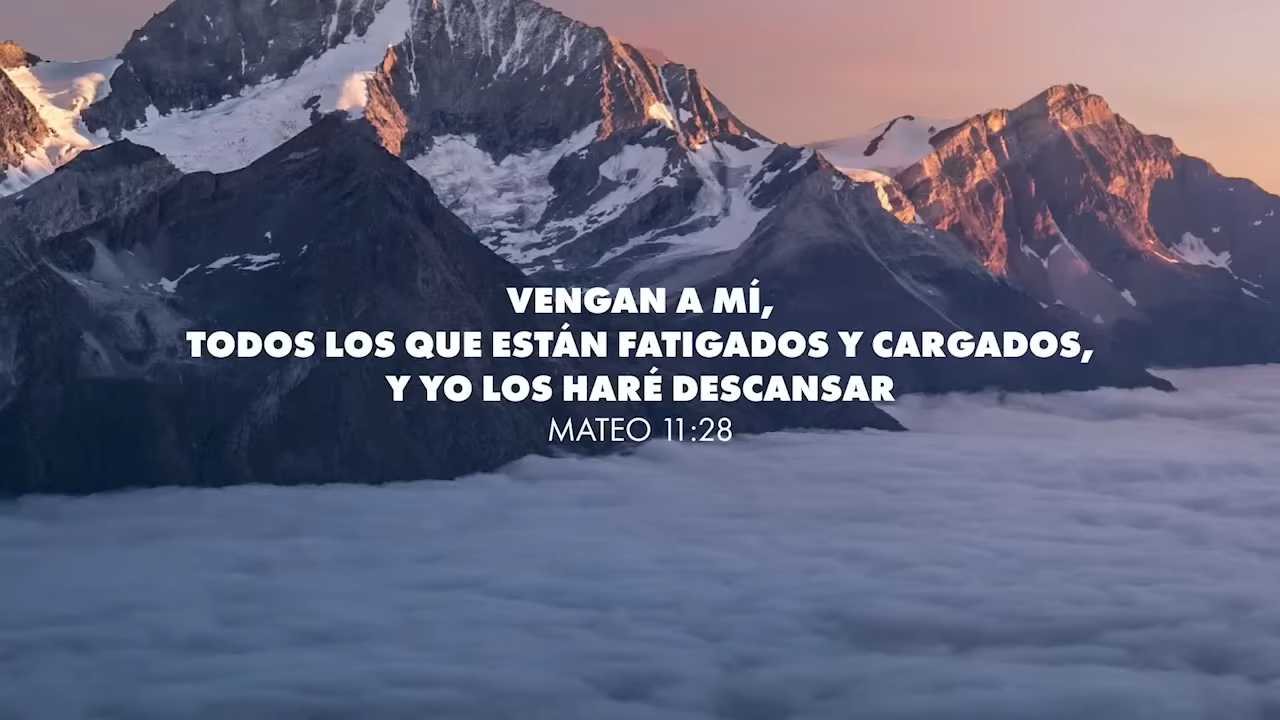 VENGAN A MÍ,
TODOS LOS QUE ESTÁN FATIGADOS Y CARGADOS,
Y YO LOS HARÉ DESCANSAR
MATEO 11:28